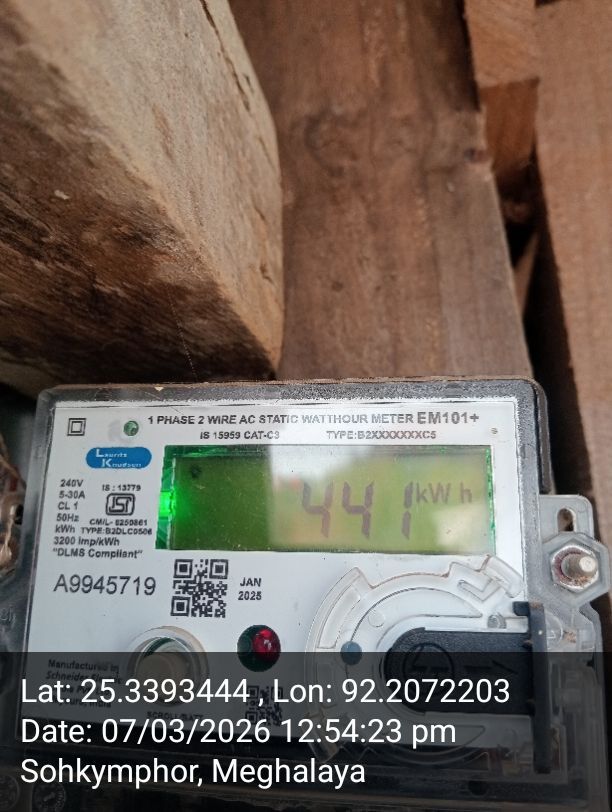 1 PHASE 2 WIRE AC STATIC WATTHOUR METER EM101+
IS 15959 CAT-C3 TYPE:B2XXXXXXXC5
Laurits
Knudsen
240V
5-30A
CL 1
50Hz
kWh
IS : 13779
CM/L- 8250861
TYPE:B2DLC0506
3200 imp/kWh
"DLMS Compliant"
441 kWh
A9945719
JAN
2025
Manufactured in
Lat: 25.3393444 , Lon: 92.2072203
Date: 07/03/2026 12:54:23 pm
Sohkymphor, Meghalaya